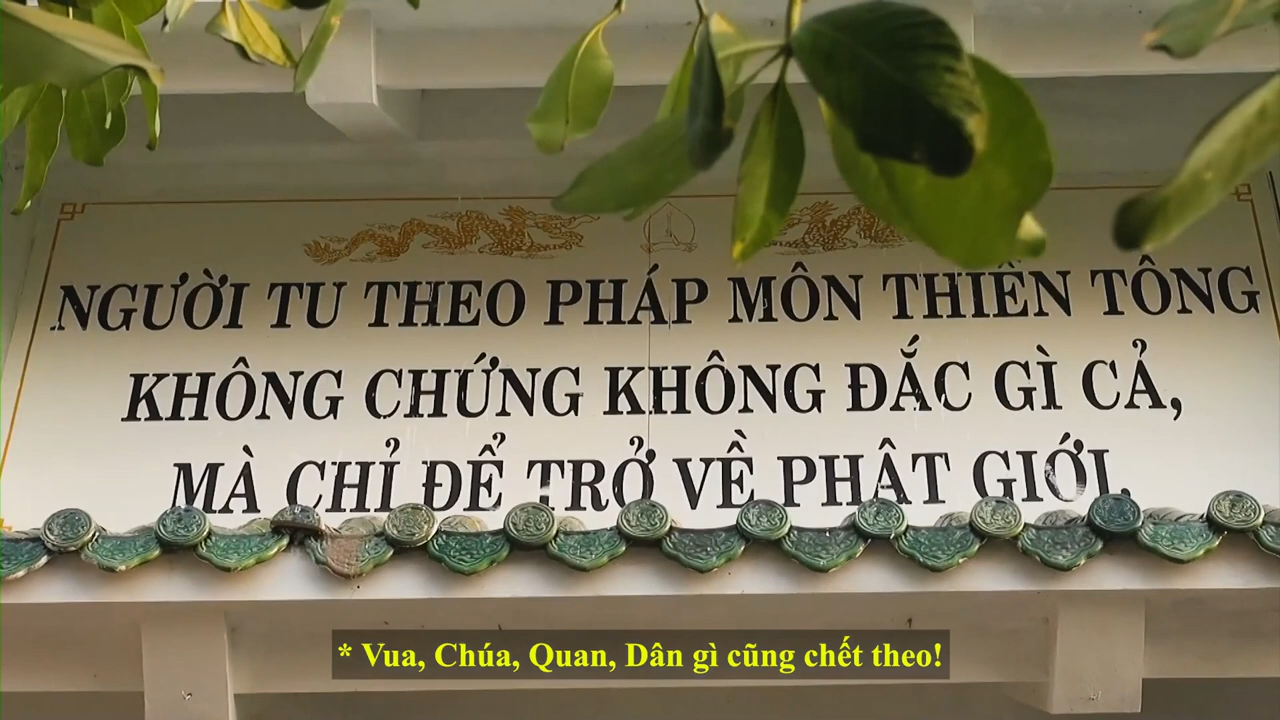 NGƯỜI TU THEO PHÁP MÔN THIỀN TÔNG
KHÔNG CHỨNG KHÔNG ĐẮC GÌ CẢ,
MÀ CHỈ ĐỂ TRỞ VỀ PHẬT GIỚI.
* Vua, Chúa, Quan, Dân gì cũng chết theo!